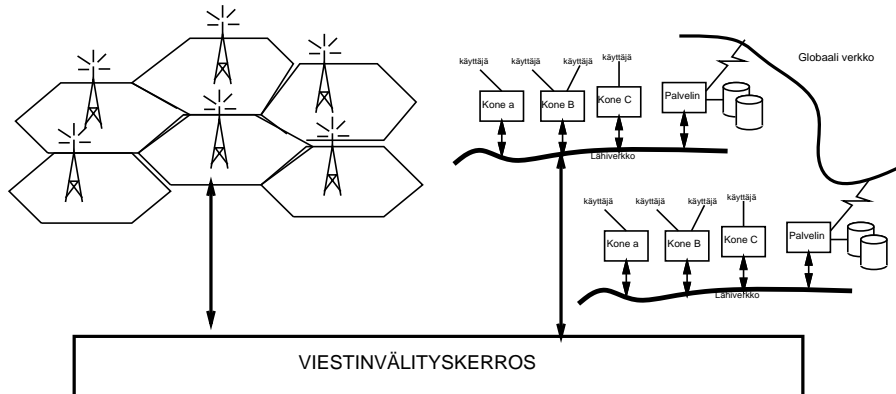 Globaali verkko
käyttäjä
käyttäjä
käyttäjä
käyttäjä
Kone a
Kone B
Kone C
Palvelin
Lähiverkko
käyttäjä
käyttäjä
käyttäjä
käyttäjä
Kone a
Kone B
Kone C
Palvelin
Lähiverkko
VIESTINVÄLITYSKERROS